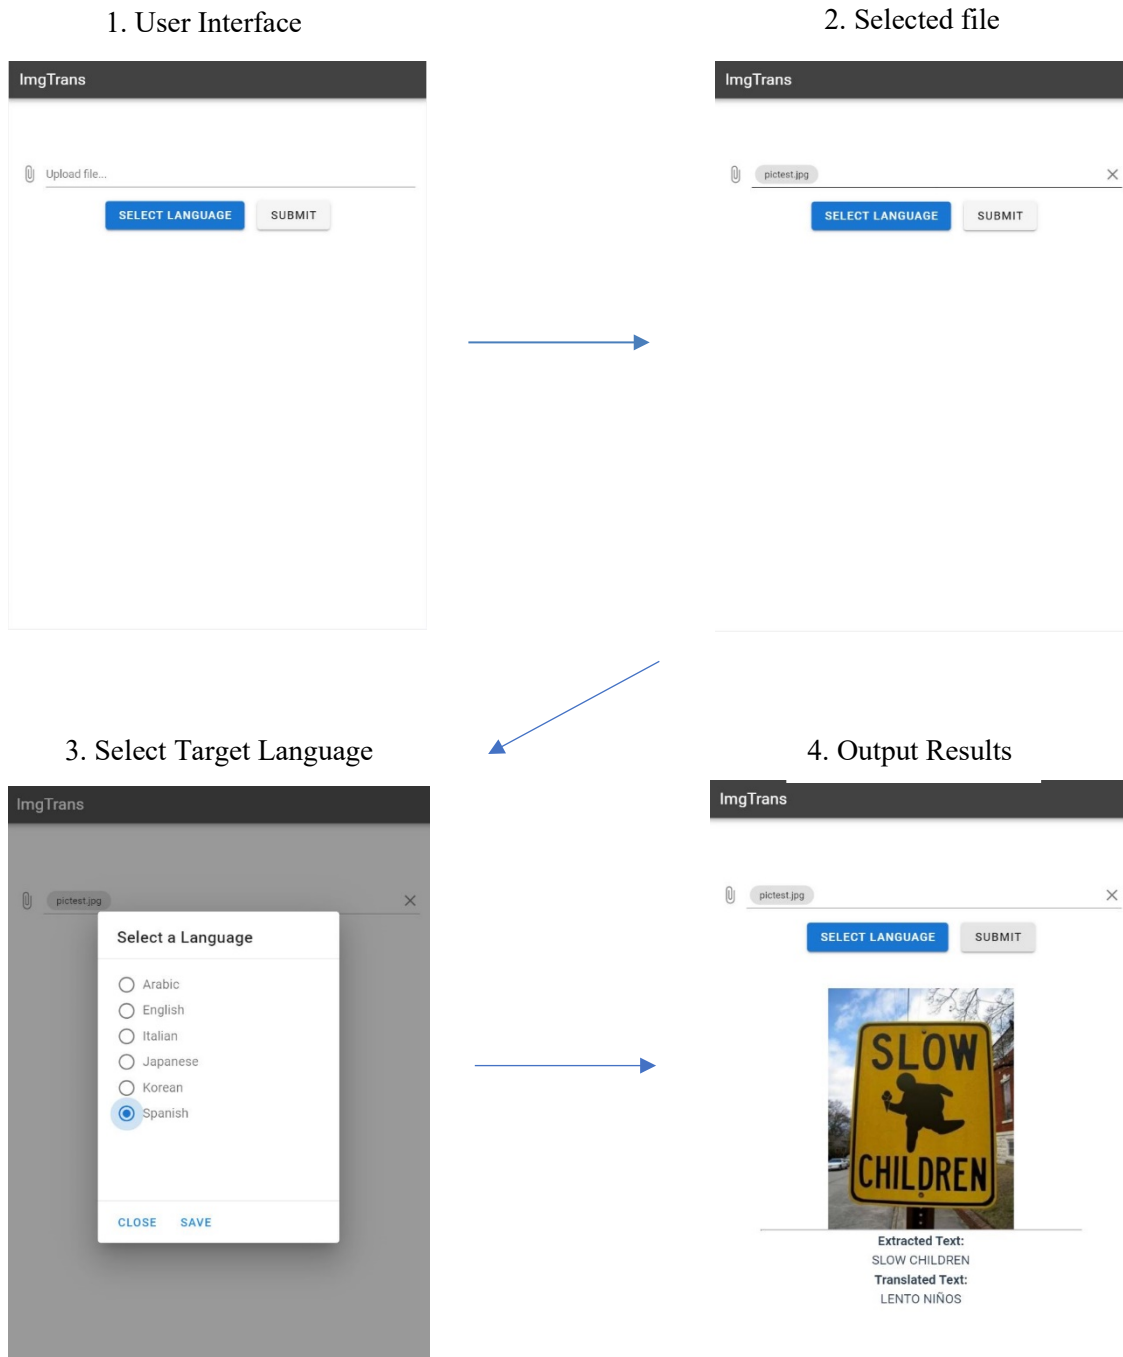 1. User Interface
ImgTrans
Upload file...
SELECT LANGUAGE SUBMIT
2. Selected file
ImgTrans
pictest.jpg
SELECT LANGUAGE SUBMIT
3. Select Target Language
ImgTrans
pictest.jpg
Select a Language
Arabic
English
Italian
Japanese
Korean
Spanish
CLOSE SAVE
4. Output Results
ImgTrans
pictest.jpg
SELECT LANGUAGE SUBMIT
SLOW
CHILDREN
Extracted Text:
SLOW CHILDREN
Translated Text:
LENTO NIÑOS